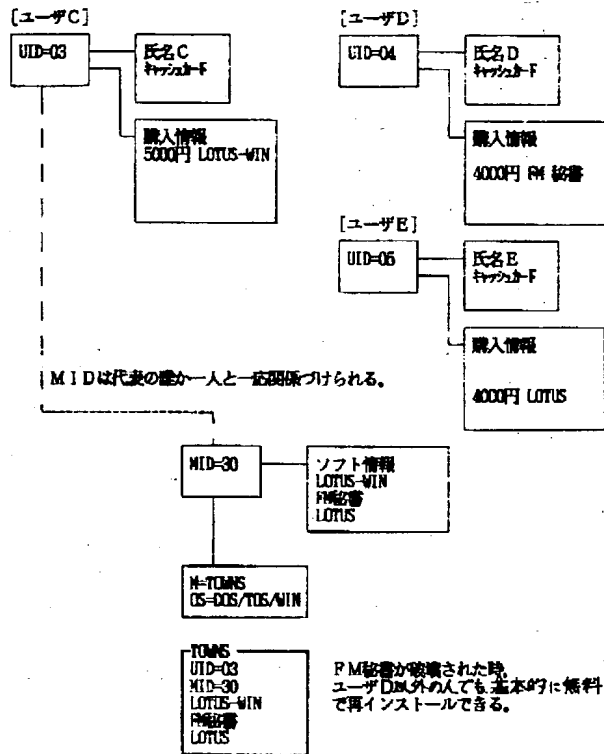 [ユーザC]
UID=03
氏名C
キャッシュカードF
購入情報
5000円 LOTUS-WIN
[ユーザD]
UID=04
氏名D
キャッシュカードF
購入情報
4000円 FM 秘書
[ユーザE]
UID=05
氏名E
キャッシュカードF
購入情報
4000円 LOTUS
MIDは代表の誰か一人と一応関係づけられる。
MID=30
ソフト情報
LOTUS-WIN
FM秘書
LOTUS
M=TOWNS
OS=DOS/TOS/WIN
TOWNS
UID=03
MID=30
LOTUS-WIN
FM秘書
LOTUS
FM秘書が破壊された時、
ユーザD以外の人でも、基本的に無料
で再インストールできる。